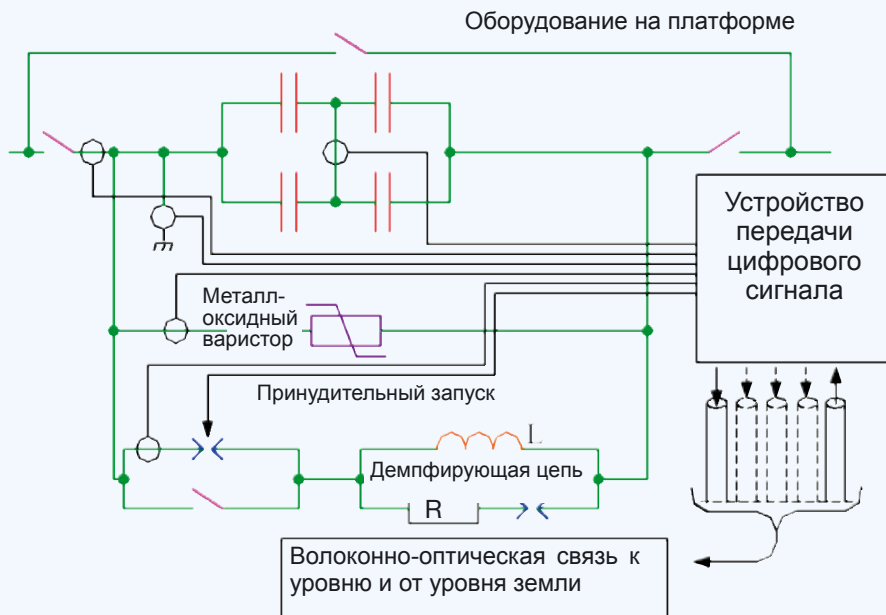 Оборудование на платформе
Устройство
передачи
цифрового
сигнала
Металл-
оксидный
варистор
Принудительный запуск
L
Демпфирующая цепь
R
Волоконно-оптическая связь к
уровню и от уровня земли